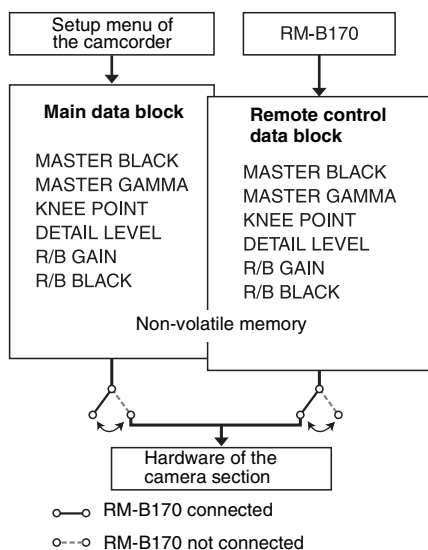 Setup menu of
the camcorder
RM-B170
Main data block
MASTER BLACK
MASTER GAMMA
KNEE POINT
DETAIL LEVEL
R/B GAIN
R/B BLACK
Remote control
data block
MASTER BLACK
MASTER GAMMA
KNEE POINT
DETAIL LEVEL
R/B GAIN
R/B BLACK
Non-volatile memory
Hardware of the
camera section
RM-B170 connected
RM-B170 not connected